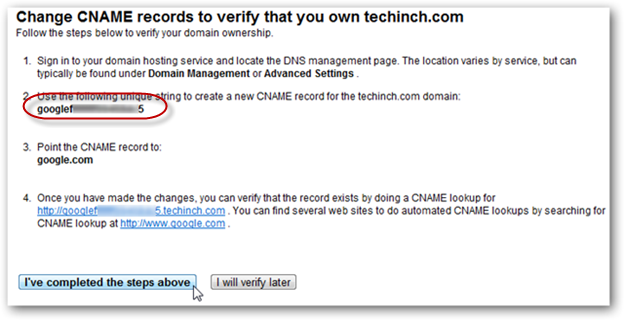 Change CNAME records to verify that you own techinch.com
Follow the steps below to verify your domain ownership.
1. Sign in to your domain hosting service and locate the DNS management page. The location varies by service, but can
typically be found under Domain Management or Advanced Settings .
2. Use the following unique string to create a new CNAME record for the techinch.com domain:
googlef 5
3. Point the CNAME record to:
google.com
4. Once you have made the changes, you can verify that the record exists by doing a CNAME lookup for
http://googlef 5.techinch.com . You can find several web sites to do automated CNAME lookups by searching for
CNAME lookup at http://www.google.com .
I've completed the steps above
I will verify later